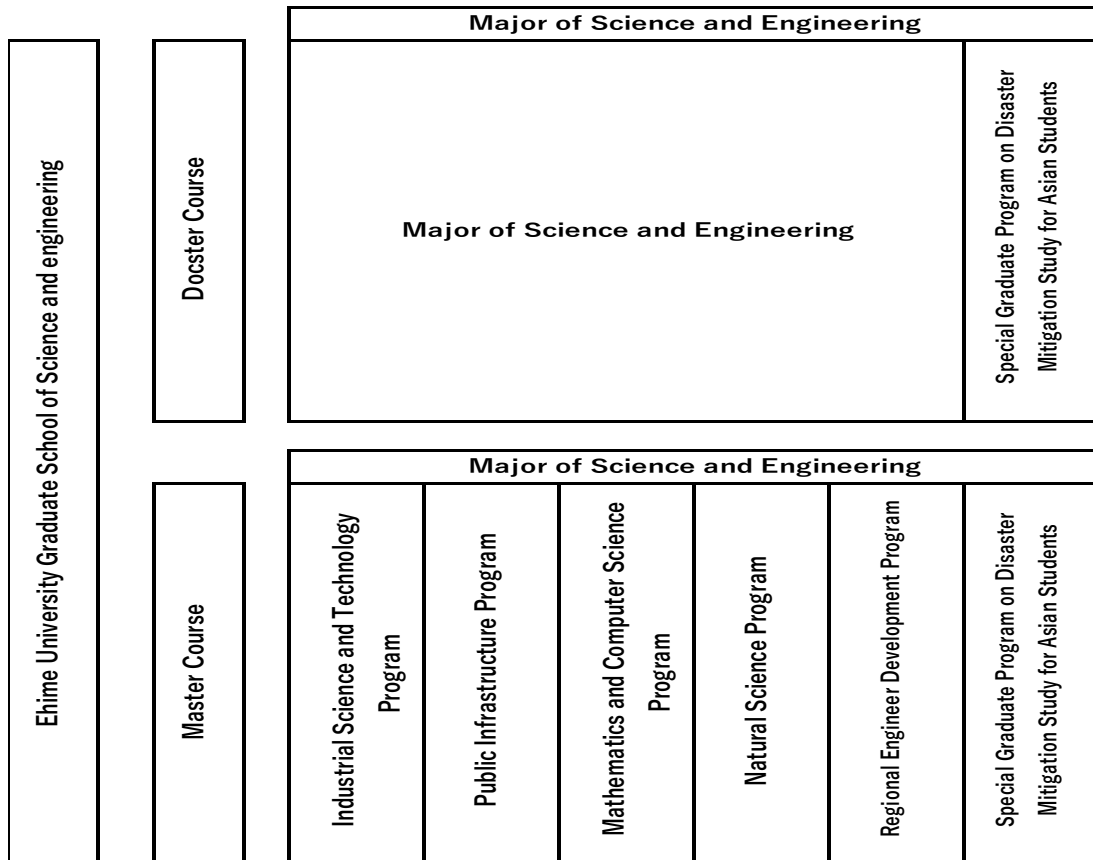 Ehime University Graduate School of Science and engineering
Docster Course
Major of Science and Engineering
Major of Science and Engineering
Special Graduate Program on Disaster
Mitigation Study for Asian Students
Master Course
Major of Science and Engineering
Industrial Science and Technology
Program
Public Infrastructure Program
Mathematics and Computer Science
Program
Natural Science Program
Regional Engineer Development Program
Special Graduate Program on Disaster
Mitigation Study for Asian Students